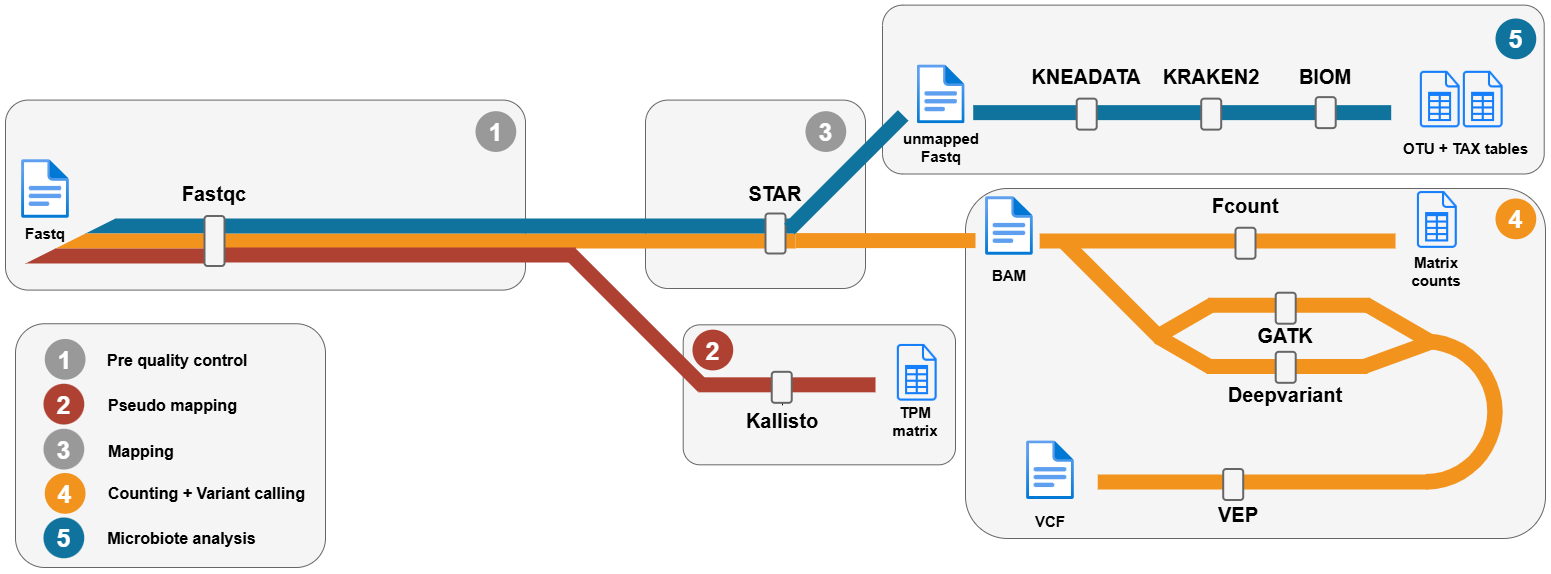 1
Fastq
Fastqc
3
STAR
5
unmapped
Fastq
KNEADATA
KRAKEN2
BIOM
OTU + TAX tables
4
BAM
Fcount
Matrix
counts
GATK
Deepvariant
VEP
VCF
2
Kallisto
TPM
matrix
1 Pre quality control
2 Pseudo mapping
3 Mapping
4 Counting + Variant calling
5 Microbiote analysis